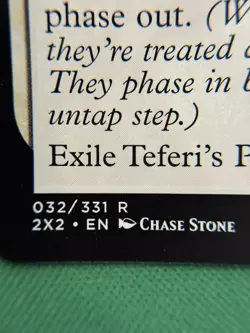 phase out. (W
they're treated a
They phase in b
untap step.)
Exile Teferi's P
032/331 R
2X2 • EN CHASE STONE